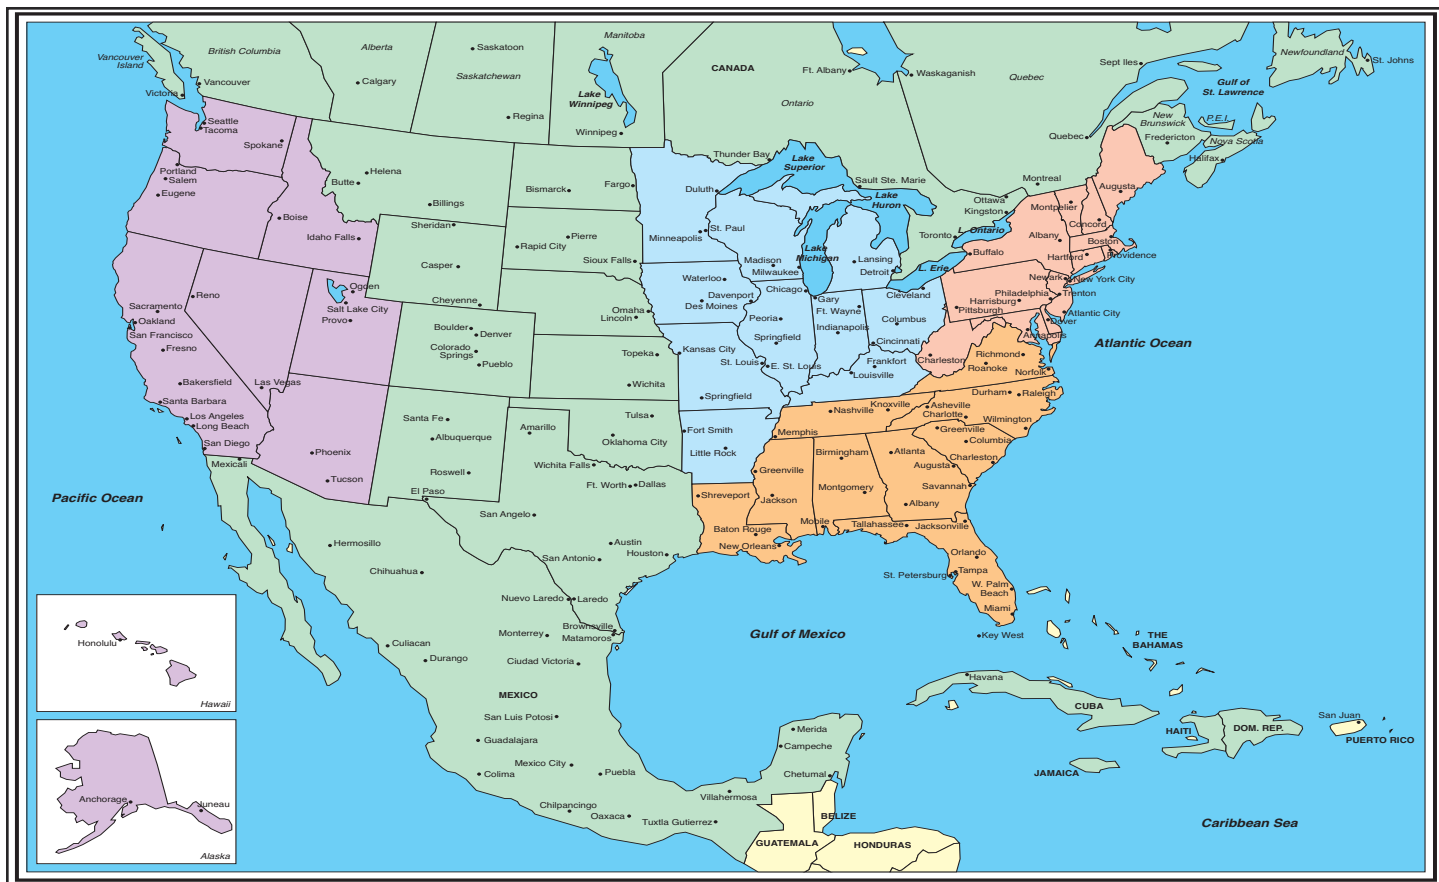 British Columbia
Alberta
Saskatoon
Manitoba
Newfoundland
St. Johns
Vancouver
Island
Vancouver
Calgary
Saskatchewan
CANADA
Ft. Albany
Waskaganish
Quebec
Sept Iles
Gulf of
St. Lawrence
Victoria
Lake
Winnipeg
Ontario
Regina
Winnipeg
New
Brunswick
P.E.I.
Fredericton
Nova Scotia
Halifax
Quebec
Seattle
Tacoma
Spokane
Thunder Bay
Lake
Superior
Sault Ste. Marie
Montreal
Augusta
Portland
Salem
Eugene
Helena
Butte
Bismarck
Fargo
Duluth
Lake
Huron
Ottawa
Kingston
Montpelier
Concord
Boise
Billings
Sheridan
Idaho Falls
Pierre
Rapid City
Sioux Falls
Minneapolis
St. Paul
Toronto
L. Ontario
Albany
Boston
Buffalo
Hartford
Providence
Lake
Michigan
Madison
Milwaukee
Lansing
Detroit
L. Erie
Casper
Waterloo
Newark
New York City
Reno
Ogden
Cheyenne
Chicago
Gary
Cleveland
Philadelphia
Trenton
Harrisburg
Pittsburgh
Davenport
Des Moines
Ft. Wayne
Sacramento
Oakland
San Francisco
Fresno
Salt Lake City
Provo
Omaha
Lincoln
Peoria
Indianapolis
Columbus
Atlantic City
Dover
Annapolis
Boulder
Denver
Colorado
Springs
Pueblo
Springfield
Cincinnati
Atlantic Ocean
Topeka
Kansas City
St. Louis
E. St. Louis
Frankfort
Louisville
Charleston
Richmond
Roanoke
Norfolk
Bakersfield
Las Vegas
Wichita
Springfield
Santa Barbara
Los Angeles
Long Beach
San Diego
Mexicali
Durham
Raleigh
Knoxville
Nashville
Asheville
Charlotte
Wilmington
Santa Fe
Albuquerque
Amarillo
Tulsa
Oklahoma City
Fort Smith
Memphis
Greenville
Columbia
Little Rock
Phoenix
Tucson
Roswell
El Paso
Wichita Falls
Ft. Worth
Dallas
Birmingham
Atlanta
Augusta
Charleston
Greenville
Savannah
Pacific Ocean
Shreveport
Jackson
Montgomery
Albany
San Angelo
Mobile
Tallahassee
Jacksonville
Baton Rouge
New Orleans
Hermosillo
Austin
Houston
San Antonio
Orlando
Chihuahua
St. Petersburg
Tampa
W. Palm
Beach
Miami
Nuevo Laredo
Laredo
Brownsville
Matamoros
Monterrey
Gulf of Mexico
Key West
THE
BAHAMAS
Honolulu
Hawaii
Culiacan
Durango
Ciudad Victoria
MEXICO
Havana
CUBA
San Luis Potosi
Guadalajara
Merida
Campeche
HAITI
DOM. REP.
San Juan
PUERTO RICO
Mexico City
Colima
Puebla
Chetumal
JAMAICA
Villahermosa
Anchorage
Juneau
Alaska
Chilpancingo
Oaxaca
Tuxtla Gutierrez
BELIZE
GUATEMALA
HONDURAS
Caribbean Sea